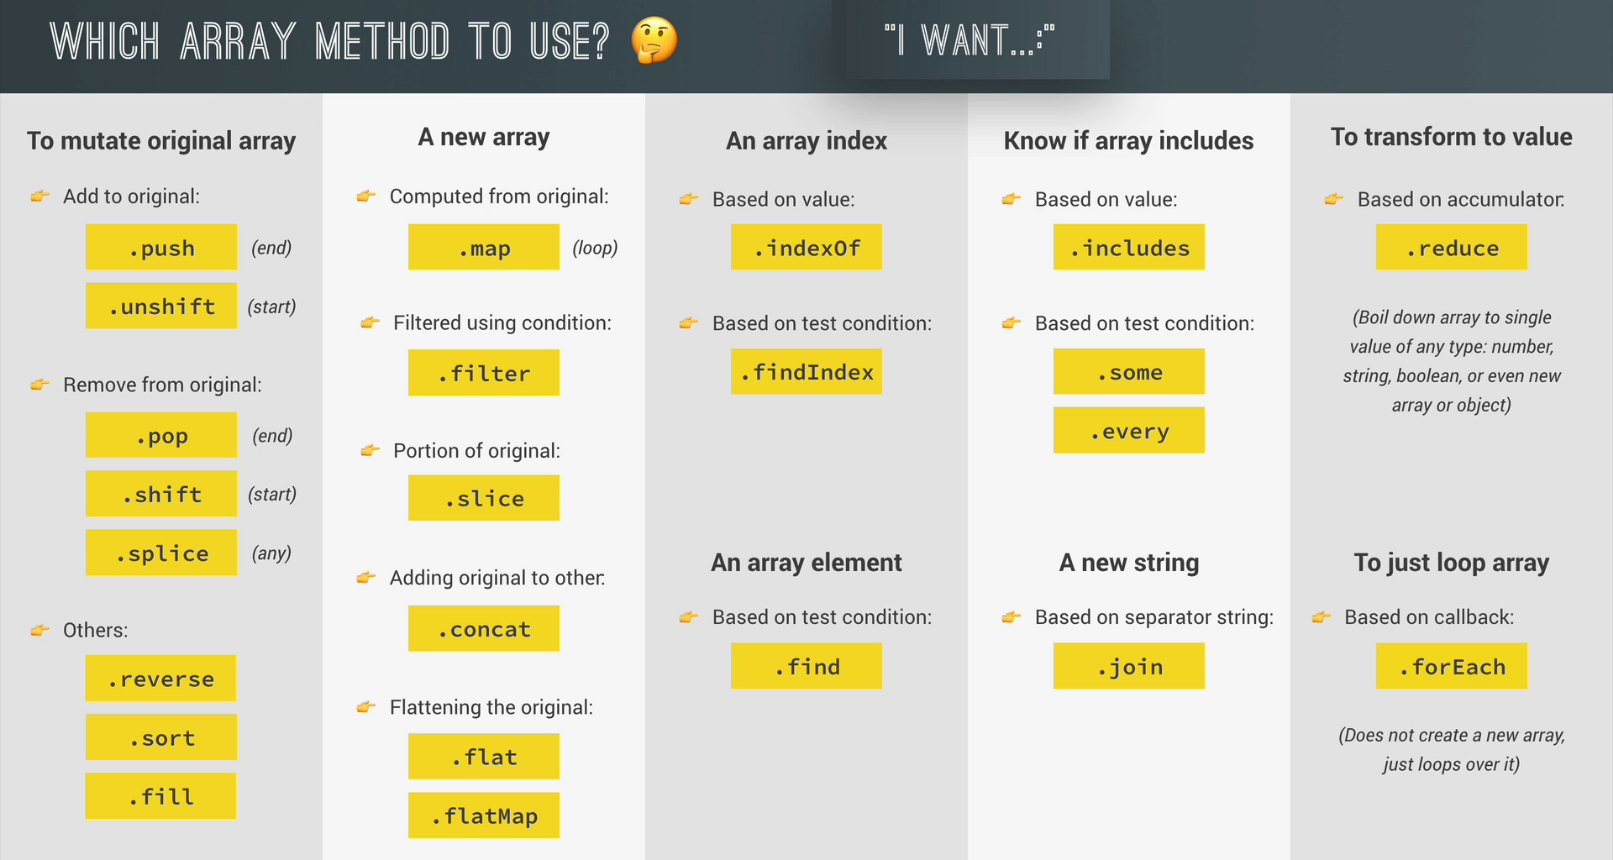 WHICH ARRAY METHOD TO USE? 🤔
"I WANT...:"
To mutate original array
👉 Add to original:
.push (end)
.unshift (start)
👉 Remove from original:
.pop (end)
.shift (start)
.splice (any)
👉 Others:
.reverse
.sort
.fill
A new array
👉 Computed from original:
.map (loop)
👉 Filtered using condition:
.filter
👉 Portion of original:
.slice
👉 Adding original to other:
.concat
👉 Flattening the original:
.flat
.flatMap
An array index
👉 Based on value:
.indexOf
👉 Based on test condition:
.findIndex
An array element
👉 Based on test condition:
.find
Know if array includes
👉 Based on value:
.includes
👉 Based on test condition:
.some
.every
A new string
👉 Based on separator string:
.join
To transform to value
👉 Based on accumulator:
.reduce
(Boil down array to single
value of any type: number,
string, boolean, or even new
array or object)
To just loop array
👉 Based on callback:
.forEach
(Does not create a new array,
just loops over it)